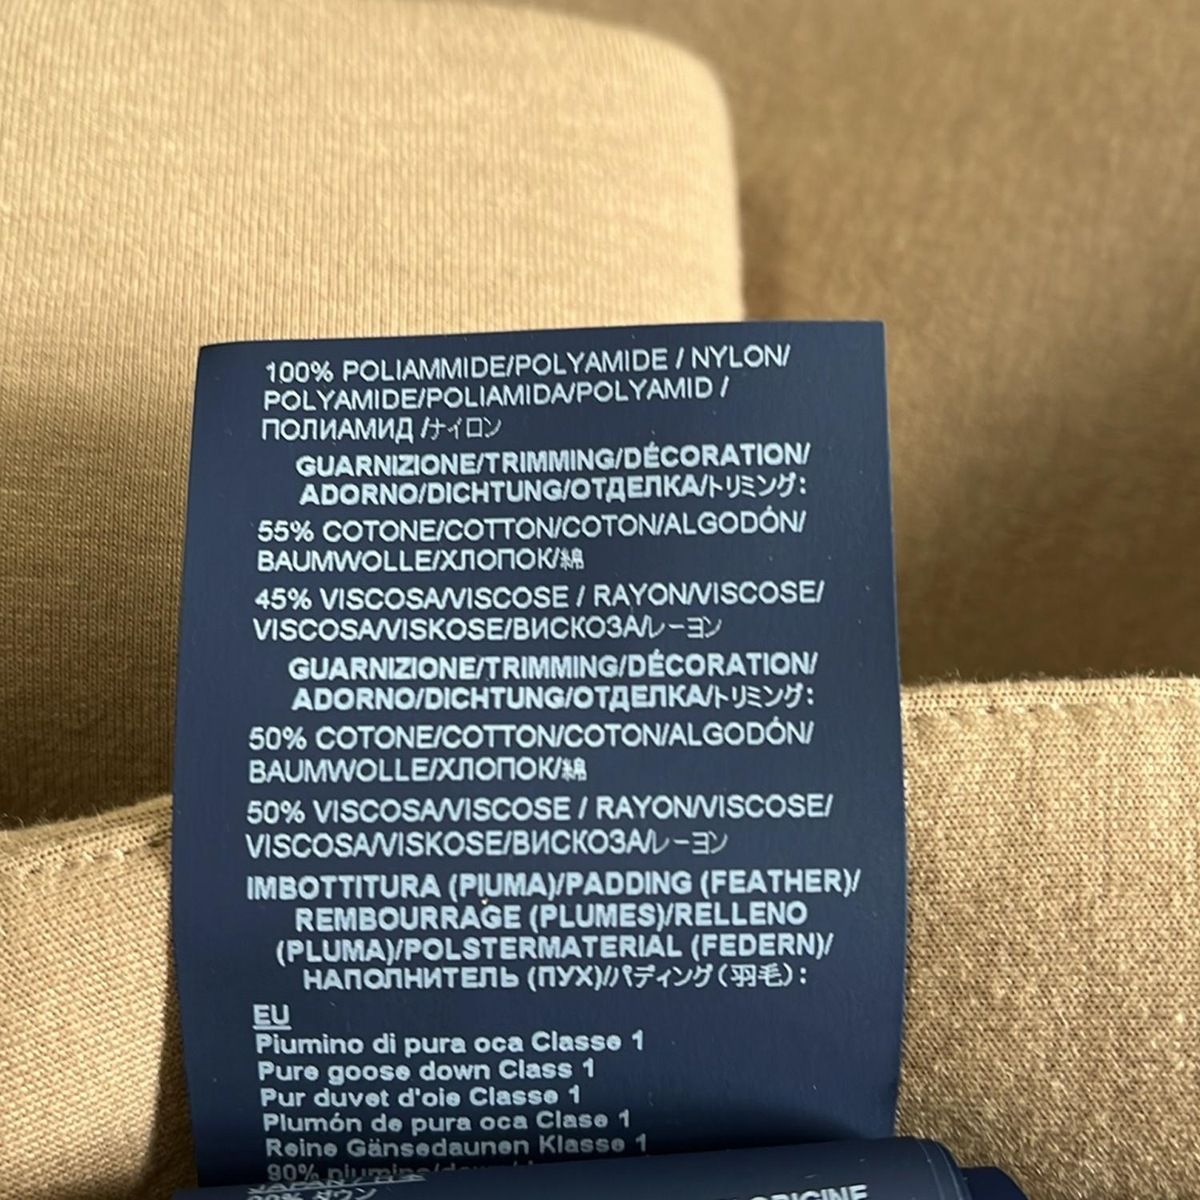 100% POLIAMMIDE/POLYAMIDE / NYLON/
POLYAMIDE/POLIAMIDA/POLYAMID /
ПОЛИАМИД /ナイロン
GUARNIZIONE/TRIMMING/DÉCORATION/
ADORNO/DICHTUNG/ОТДЕЛКА/トリミング:
55% COTONE/COTTON/COTON/ALGODÓN/
BAUMWOLLE/ХЛОПОК/綿
45% VISCOSA/VISCOSE / RAYON/VISCOSE/
VISCOSA/VISKOSE/ВИСКОЗА/レーヨン
GUARNIZIONE/TRIMMING/DÉCORATION/
ADORNO/DICHTUNG/ОТДЕЛКА/トリミング:
50% COTONE/COTTON/COTON/ALGODÓN/
BAUMWOLLE/ХЛОПОК/綿
50% VISCOSA/VISCOSE / RAYON/VISCOSE/
VISCOSA/VISKOSE/ВИСКОЗА/レーヨン
IMBOTTITURA (PIUMA)/PADDING (FEATHER)/
REMBOURRAGE (PLUMES)/RELLENO
(PLUMA)/POLSTERMATERIAL (FEDERN)/
НАПОЛНИТЕЛЬ (ПУХ)/パディング(羽毛):
EU
Piumino di pura oca Classe 1
Pure goose down Class 1
Pur duvet d'oie Classe 1
Plumón de pura oca Clase 1
Reine Gänsedaunen Klasse 1
90% piumino/down/
ダウン